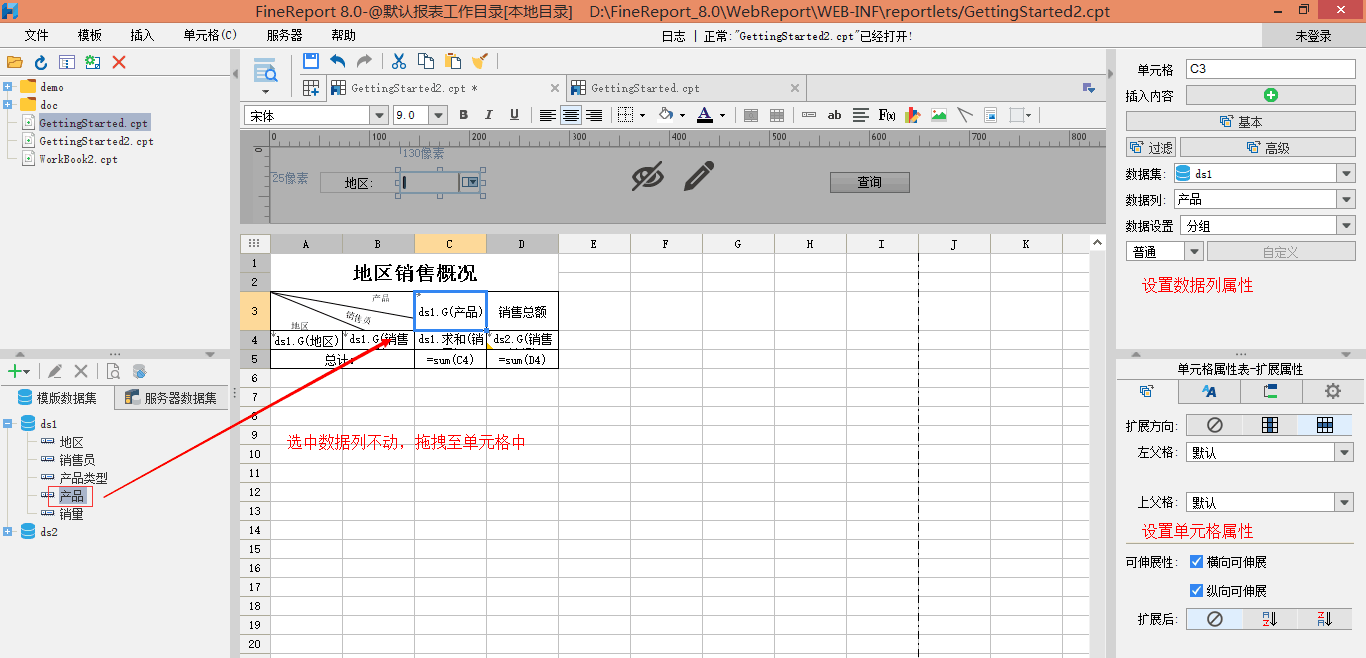 FineReport 8.0-@默认报表工作目录[本地目录] D:\FineReport_8.0\WebReport\WEB-INF\reportlets/GettingStarted2.cpt
文件 模板 插入 单元格(C) 服务器 帮助
日志 | 正常:"GettingStarted2.cpt"已经打开!
未登录
demo
doc
GettingStarted.cpt
GettingStarted2.cpt
WorkBook2.cpt
GettingStarted2.cpt *
GettingStarted.cpt
宋体
9.0
B I U
A
ab
F(x)
0 100 200 300 400 500 600 700 800
0
130像素
25像素
地区:
查询
A B C D E F G H I J K
1
地区销售概况
2
产品
销售员
地区
3
ds1.G(产品)
销售总额
4
ds1.G(地区)
ds1.G(销售
ds1.求和(销
ds2.G(销售
5
总计:
=sum(C4)
=sum(D4)
6
7
8
9
选中数据列不动，拖拽至单元格中
10
11
12
13
14
15
16
17
18
19
20
模版数据集
服务器数据集
ds1
地区
销售员
产品类型
产品
销量
ds2
单元格
C3
插入内容
基本
过滤
高级
数据集:
ds1
数据列:
产品
数据设置
分组
普通
自定义
设置数据列属性
单元格属性表-扩展属性
扩展方向:
左父格:
默认
上父格:
默认
设置单元格属性
可伸展性:
横向可伸展
纵向可伸展
扩展后: